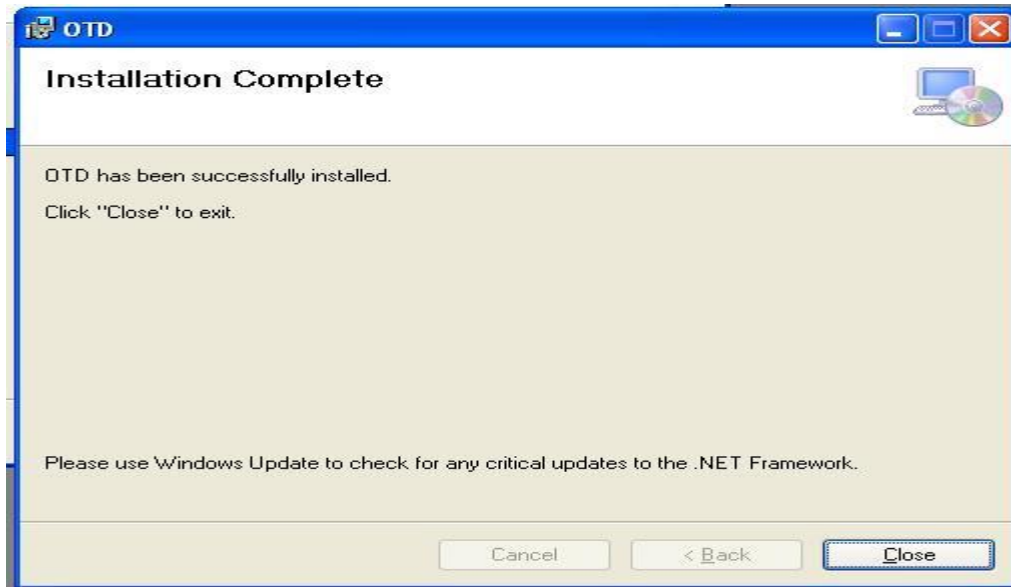 OTD
Installation Complete
OTD has been successfully installed.
Click "Close" to exit.
Please use Windows Update to check for any critical updates to the .NET Framework.
Cancel
< Back
Close